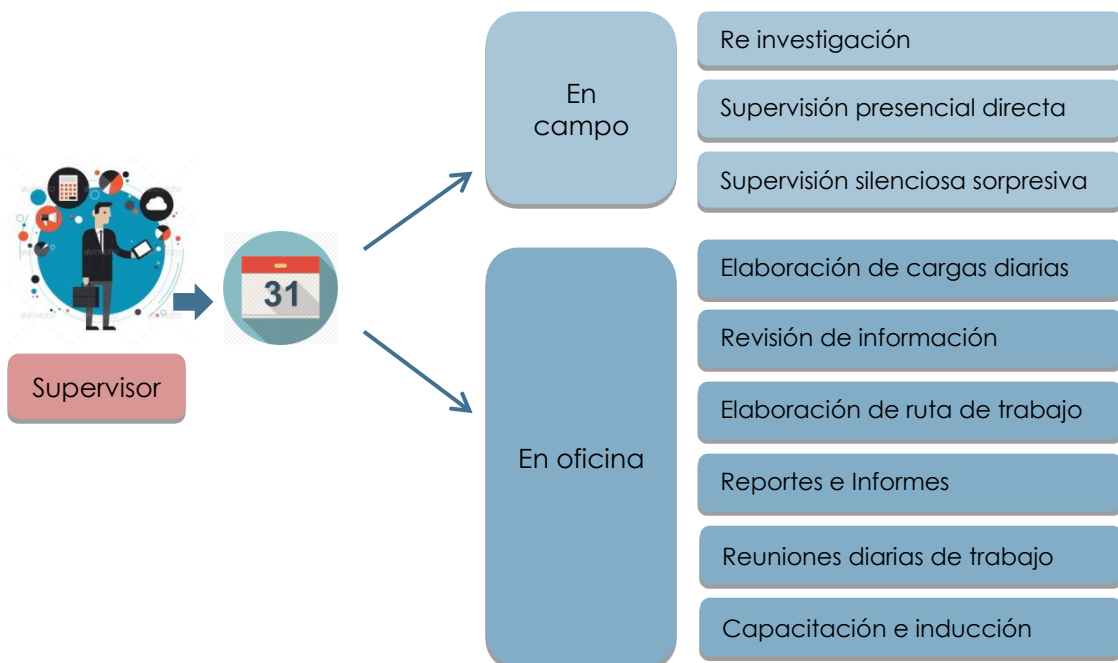 En
campo
Re investigación
Supervisión presencial directa
Supervisión silenciosa sorpresiva
31
Supervisor
En oficina
Elaboración de cargas diarias
Revisión de información
Elaboración de ruta de trabajo
Reportes e Informes
Reuniones diarias de trabajo
Capacitación e inducción